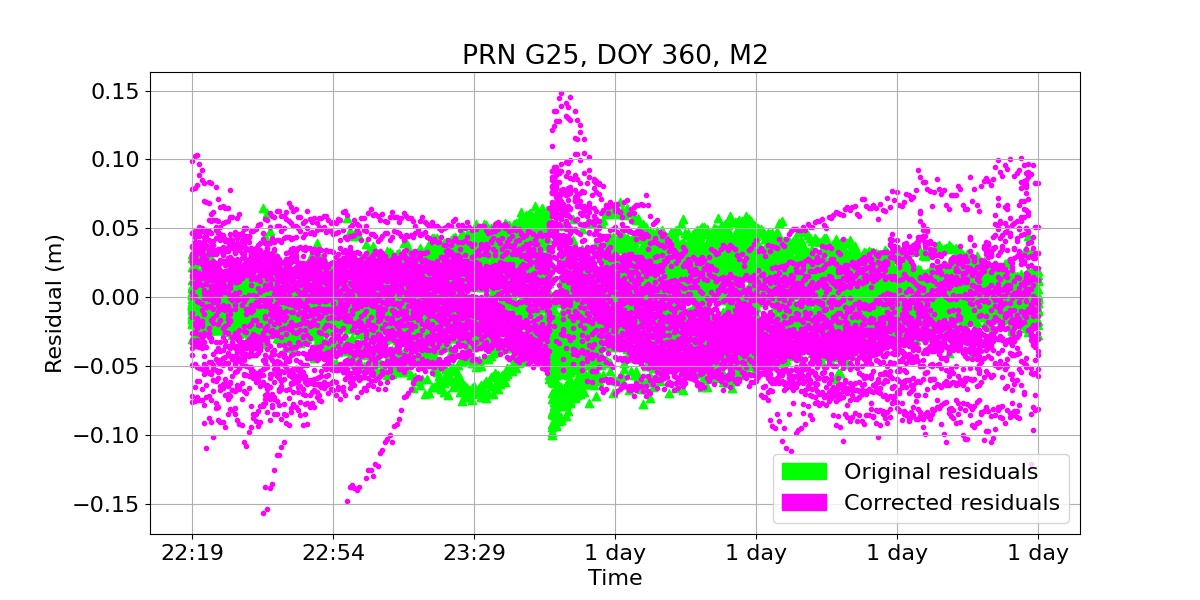 PRN G25, DOY 360, M2
Residual (m)
0.15
0.10
0.05
0.00
−0.05
−0.10
−0.15
22:19 22:54 23:29 1 day 1 day 1 day 1 day
Time
Original residuals
Corrected residuals